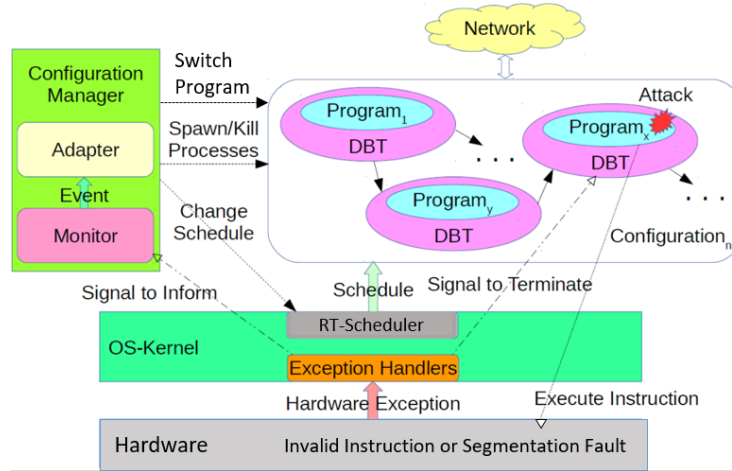 Network
Configuration
Manager
Switch
Program
Attack
Program1
DBT
Programx
DBT
Adapter
Spawn/Kill
Processes
. . .
Event
Programy
DBT
. . .
Monitor
Change
Schedule
Configurationn
Signal to Inform
Schedule
Signal to Terminate
RT-Scheduler
OS-Kernel
Exception Handlers
Hardware Exception
Execute Instruction
Hardware
Invalid Instruction or Segmentation Fault